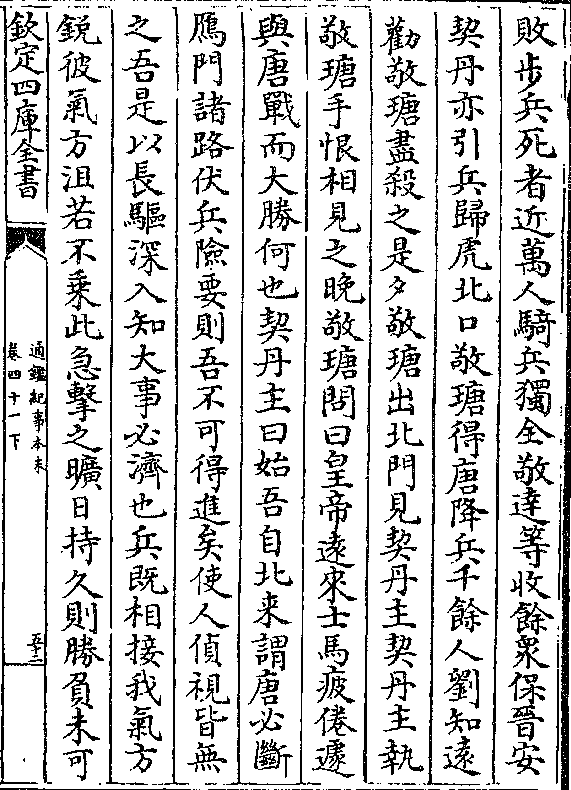 敗步兵死者近萬人騎兵獨全敬達等收餘衆保晉安
契丹亦引兵歸虎北口敬瑭得唐降兵千餘人劉知遠
勸敬瑭盡殺之是夕敬瑭出北門見契丹主契丹主執
敬瑭手恨相見之晚敬瑭問曰皇帝遠來士馬疲倦遽
與唐戰而大勝何也契丹主曰始吾自北来謂唐必斷
鴈門諸路伏兵險要則吾不可得進矣使人偵視皆無
之吾是以長驅深入知大事必濟也兵既相接我氣方
鋭彼氣方沮若不乗此急擊之曠日持久則勝負未可
欽定四庫全書
通鑑紀事本末
卷四十一下
五十三